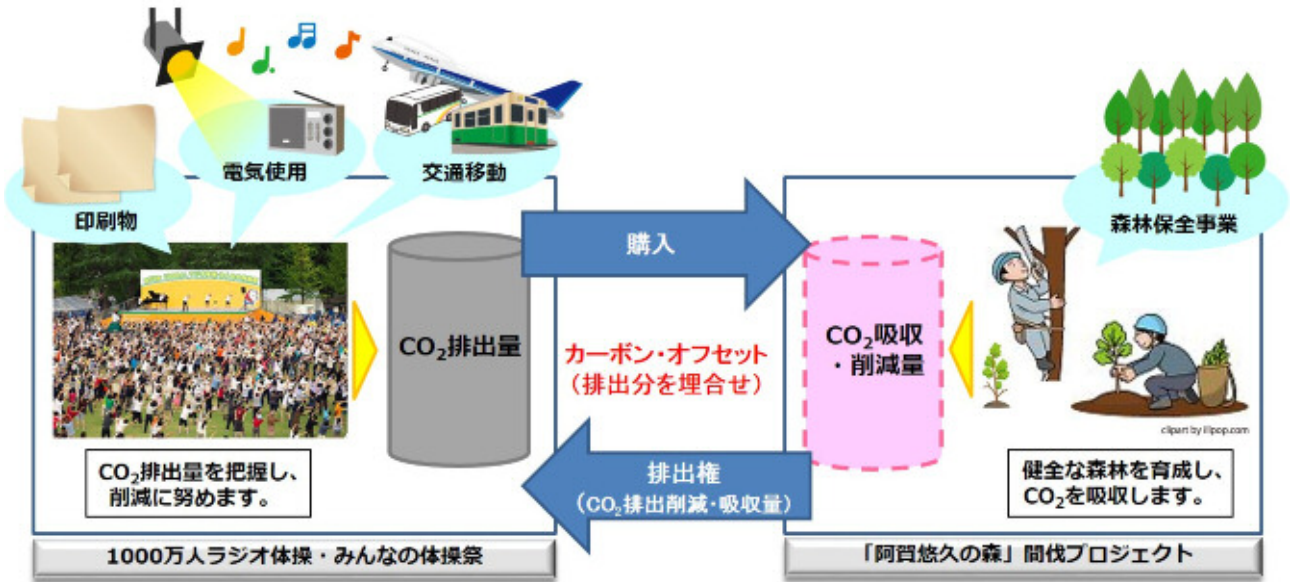 印刷物
電気使用
交通移動
森林保全事業
購入
CO₂排出量
カーボン・オフセット
（排出分を埋合せ）
CO₂吸収
・削減量
clipart by illpop.com
排出権
（CO₂排出削減・吸収量）
CO₂排出量を把握し、
削減に努めます。
健全な森林を育成し、
CO₂を吸収します。
1000万人ラジオ体操・みんなの体操祭
「阿賀悠久の森」間伐プロジェクト